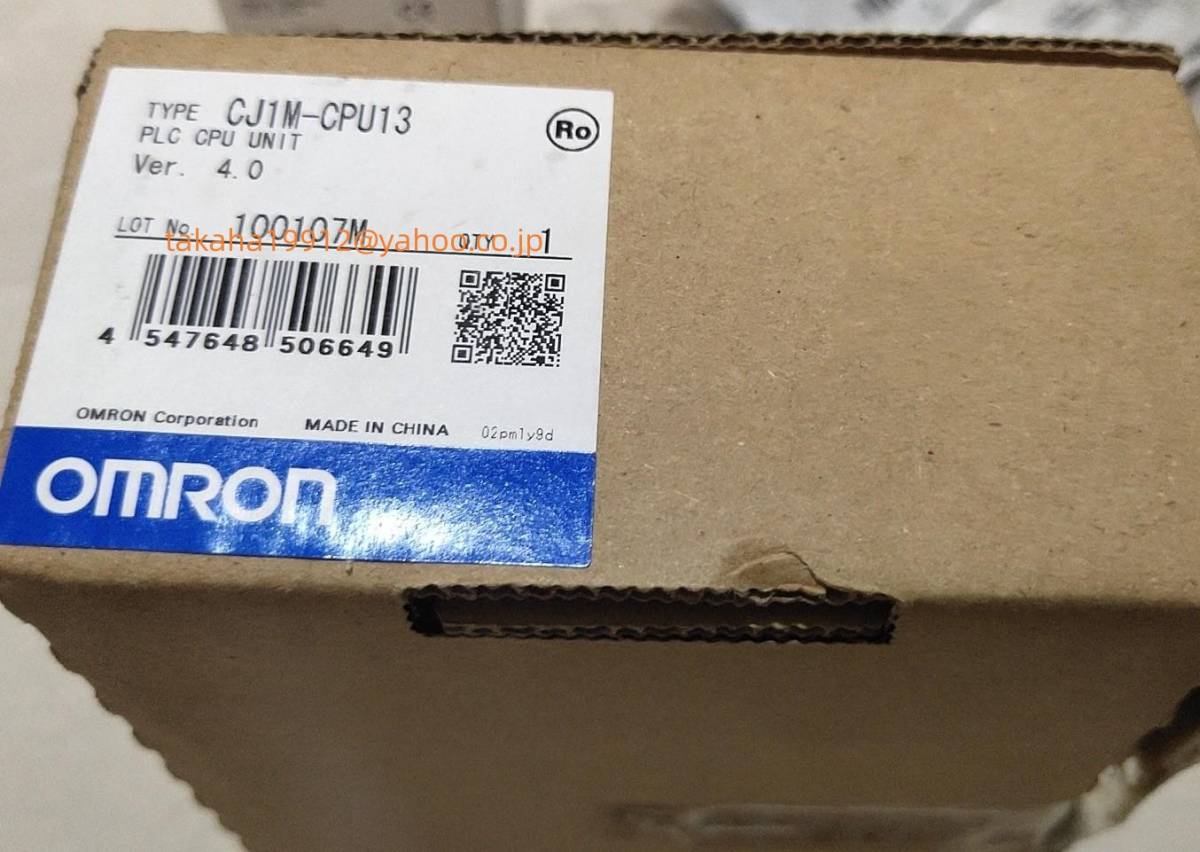 TYPE CJ1M-CPU13
PLC CPU UNIT
Ver. 4.0
Ro
LOT No. 100107M QTY 1
takaha19912@yahoo.co.jp
4 547648 506649
OMRON Corporation MADE IN CHINA 02pm1y9d
OMRON